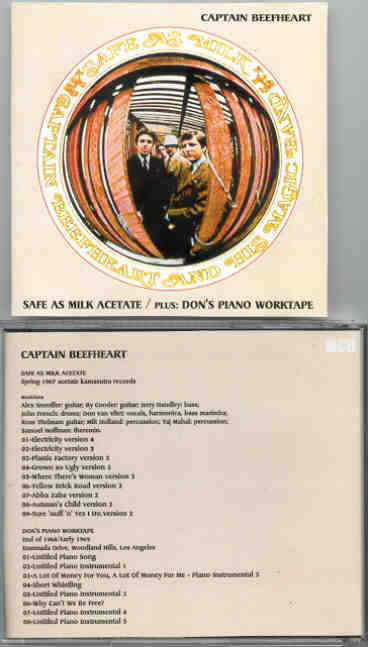 CAPTAIN BEEFHEART
SAFE AS MILK
CAPTAIN BEEFHEART AND HIS MAGIC BAND
SAFE AS MILK ACETATE / PLUS: DON'S PIANO WORKTAPE
CAPTAIN BEEFHEART
SAFE AS MILK ACETATE
Spring 1967 acetate kamasutra records
Musicians
Alex Snouffer: guitar; Ry Cooder: guitar; Jerry Handley: bass;
John French: drums; Don Van Vliet: vocals, harmonica, bass marimba;
Russ Titelman: guitar; Milt Holland: percussion; Taj Mahal: percussion;
Samuel Hoffman: theremin.
01-Electricity version 4
02-Electricity version 3
03-Plastic Factory version 2
04-Grown so Ugly version 2
05-Where There's Woman version 2
06-Yellow Brick Road version 2
07-Abba Zaba version 2
08-Autumn's Child version 2
09-Sure 'Nuff 'n' Yes I Do, version 2
DON'S PIANO WORKTAPE
End of 1968/Early 1969
Ensenada Drive, Woodland Hills, Los Angeles
01-Untitled Piano Song
02-Untitled Piano Instrumental 1
03-A Lot Of Money For You, A Lot Of Money For Me - Piano Instrumental 2
04-Short Whistling
05-Untitled Piano Instrumental 3
06-Why Can't We Be Free?
07-Untitled Piano Instrumental 4
08-Untitled Piano Instrumental 5